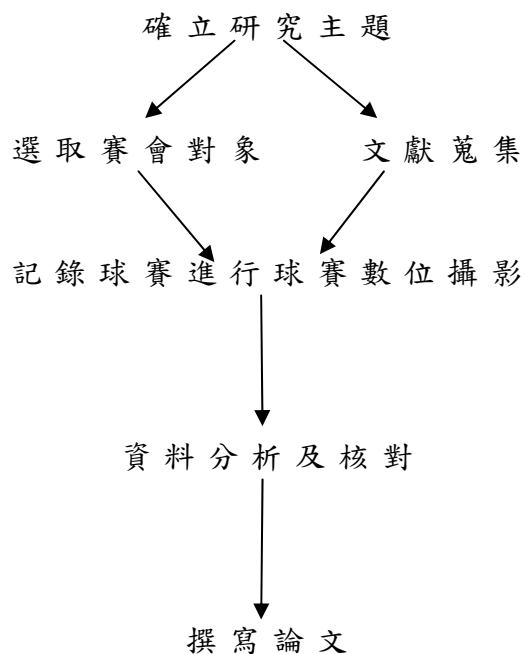 確立研究主題
選取賽會對象 文獻蒐集
記錄球賽進行球賽數位攝影
資料分析及核對
撰寫論文